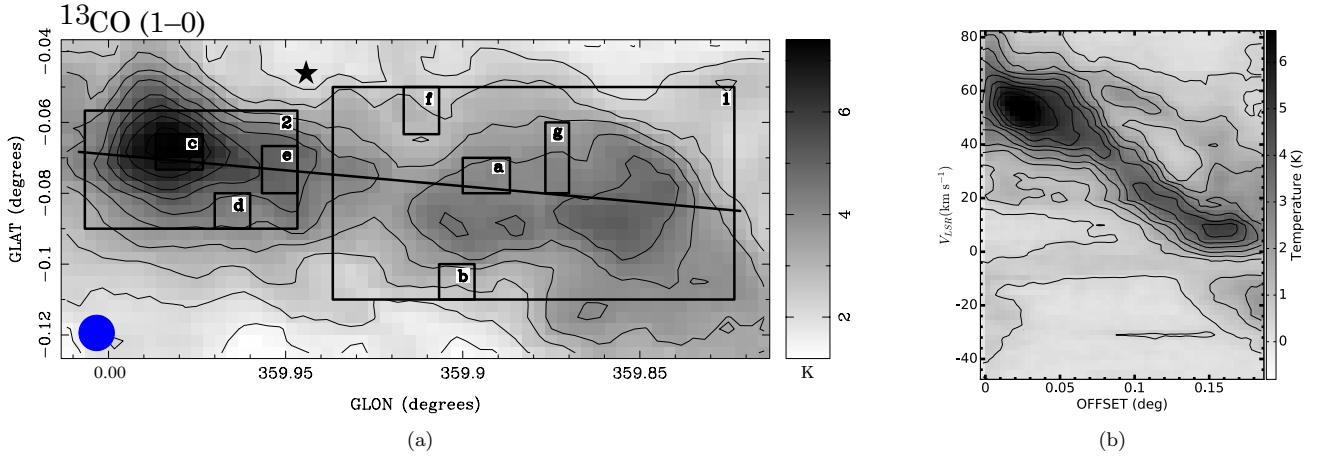 ¹³CO (1–0)
−0.04
−0.06
−0.08
−0.1
−0.12
GLAT (degrees)
f
1
2
g
c
e
a
d
b
0.00
359.95
359.9
359.85
GLON (degrees)
6
4
2
K
(a)
80
60
40
20
0
-20
-40
V_LSR(km s⁻¹)
0
0.05
0.1
0.15
OFFSET (deg)
6
5
4
3
2
1
0
Temperature (K)
(b)